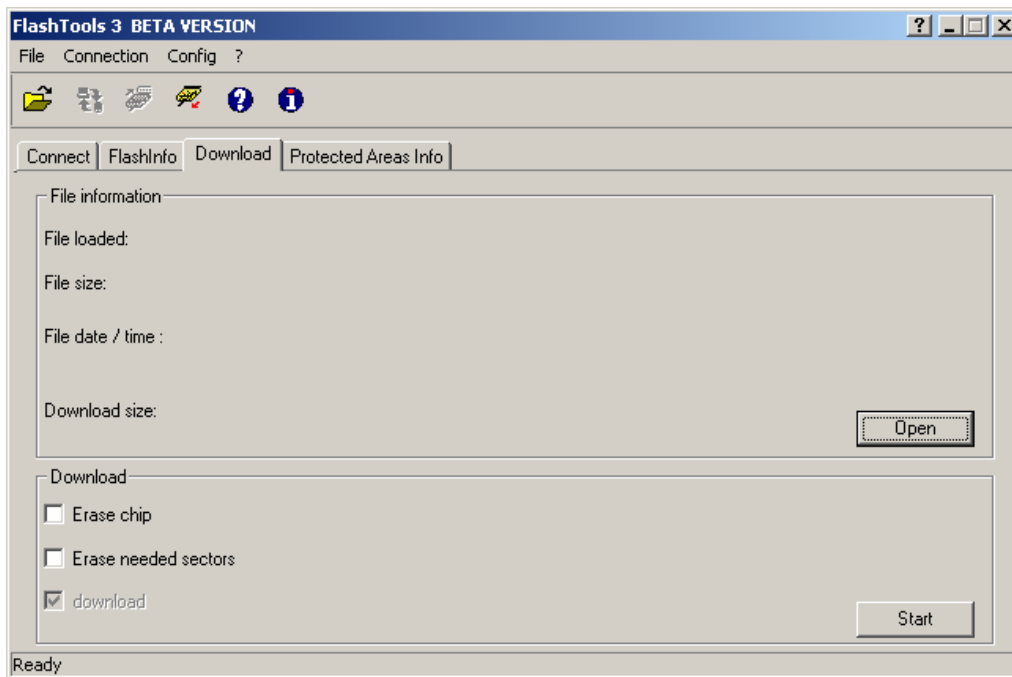 FlashTools 3 BETA VERSION
File Connection Config ?
Connect FlashInfo Download Protected Areas Info
File information
File loaded:
File size:
File date / time :
Download size:
Open
Download
Erase chip
Erase needed sectors
download
Start
Ready